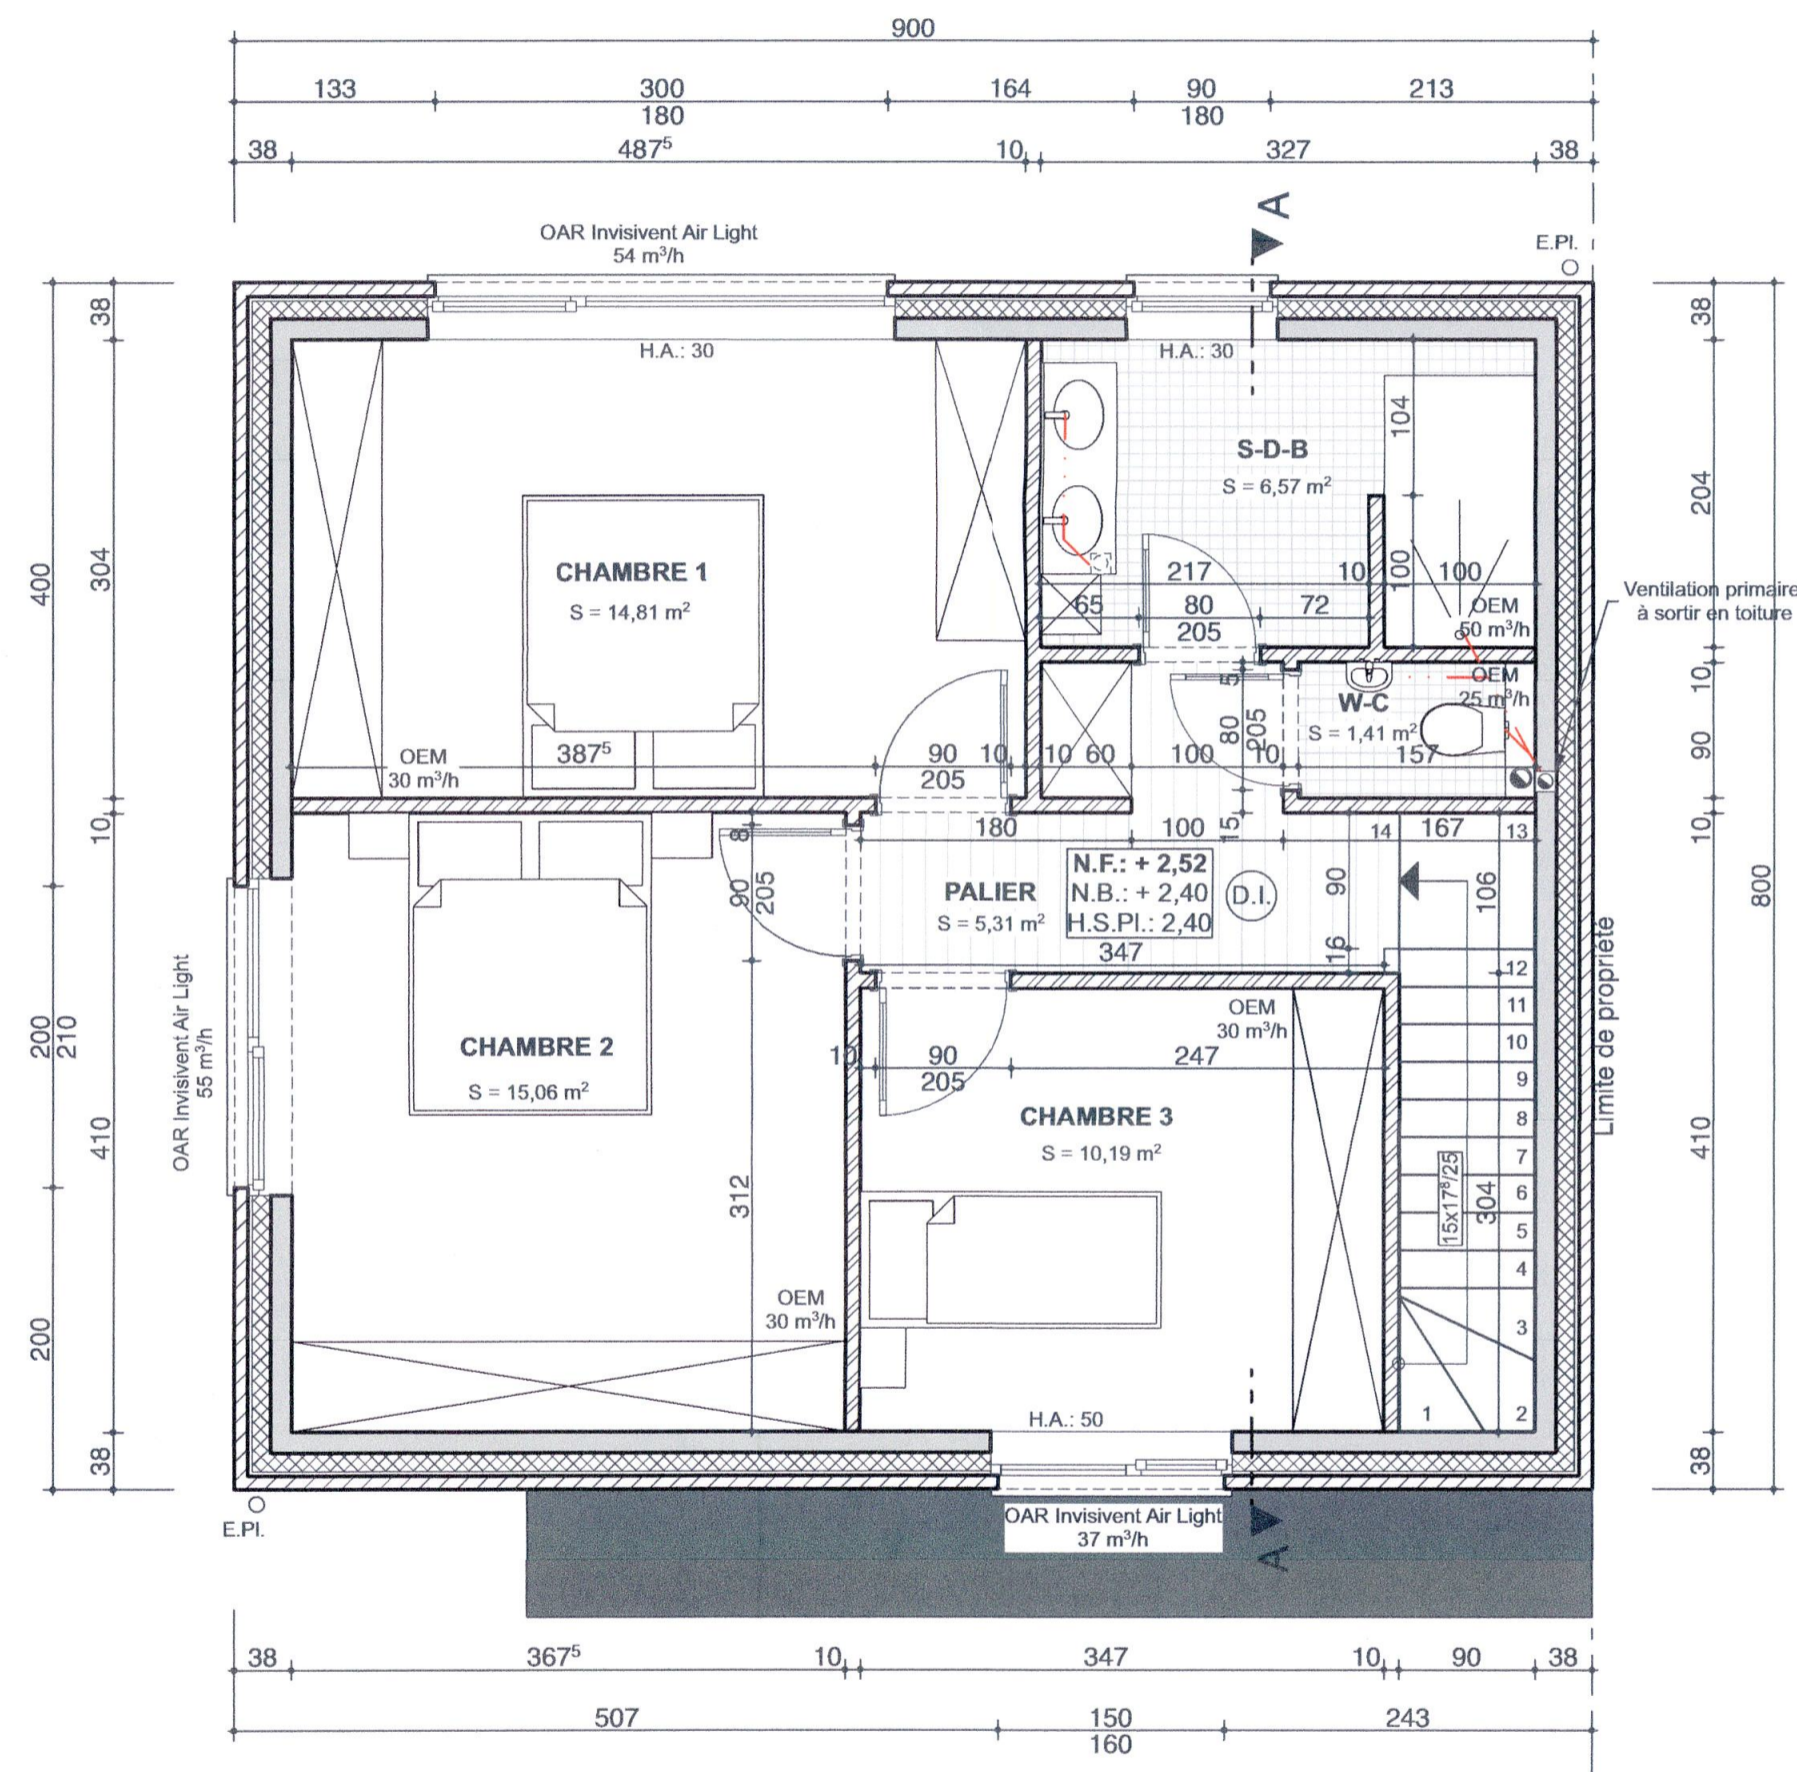 900
133 300 164 90 213
180 180
38 487⁵ 10 327 38
A
OAR Invisivent Air Light
54 m³/h
E.Pl.
H.A.: 30
H.A.: 30
38
400
304
10
200
210
410
200
38
38
204
10
90
10
800
410
38
104
S-D-B
S = 6,57 m²
CHAMBRE 1
S = 14,81 m²
217 10 100 100
65 80 72
205
OEM
50 m³/h
Ventilation primaire
à sortir en toiture
OEM
25 m³/h
W-C
S = 1,41 m²
5
80
205
15
OEM
30 m³/h
387⁵ 90 10 10 60 100 10 157
205
180 100 14 167 13
8
90
205
PALIER
S = 5,31 m²
N.F.: + 2,52
N.B.: + 2,40
H.S.Pl.: 2,40
D.I.
90
16
106
347
12
11
10
9
8
7
6
5
4
3
2
1
15x17⁸/25
304
Limite de propriété
OAR Invisivent Air Light
55 m³/h
CHAMBRE 2
S = 15,06 m²
312
OEM
30 m³/h
OEM
30 m³/h
10 90 247
205
CHAMBRE 3
S = 10,19 m²
H.A.: 50
E.Pl.
OAR Invisivent Air Light
37 m³/h
A
38 367⁵ 10 347 10 90 38
507 150 243
160